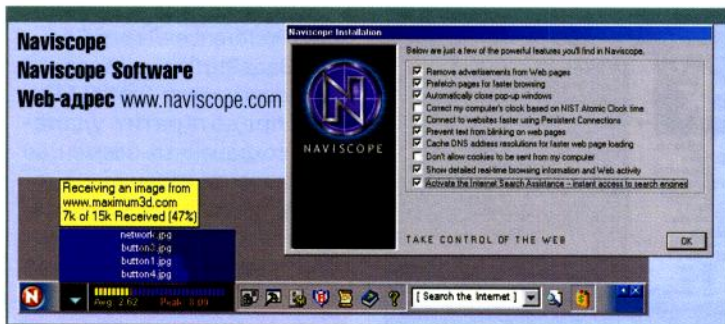 Naviscope
Naviscope Software
Web-адрес www.naviscope.com
Naviscope Installation
Below are just a few of the powerful features you'll find in Naviscope.
Remove advertisements from Web pages
Prefetch pages for faster browsing
Automatically close pop-up windows
Correct my computer's clock based on NIST Atomic Clock time
Connect to websites faster using Persistent Connections
Prevent text from blinking on web pages
Cache DNS address resolutions for faster web page loading
Don't allow cookies to be sent from my computer
Show detailed real-time browsing information and Web activity
Activate the Internet Search Assistance -- instant access to search engines
NAVISCOPE
TAKE CONTROL OF THE WEB
OK
Receiving an image from
www.maximum3d.com
7k of 15k Received (47%)
network.jpg
button3.jpg
button1.jpg
button4.jpg
Avg: 2.62 Peak: 8.09
[ Search the Internet ]